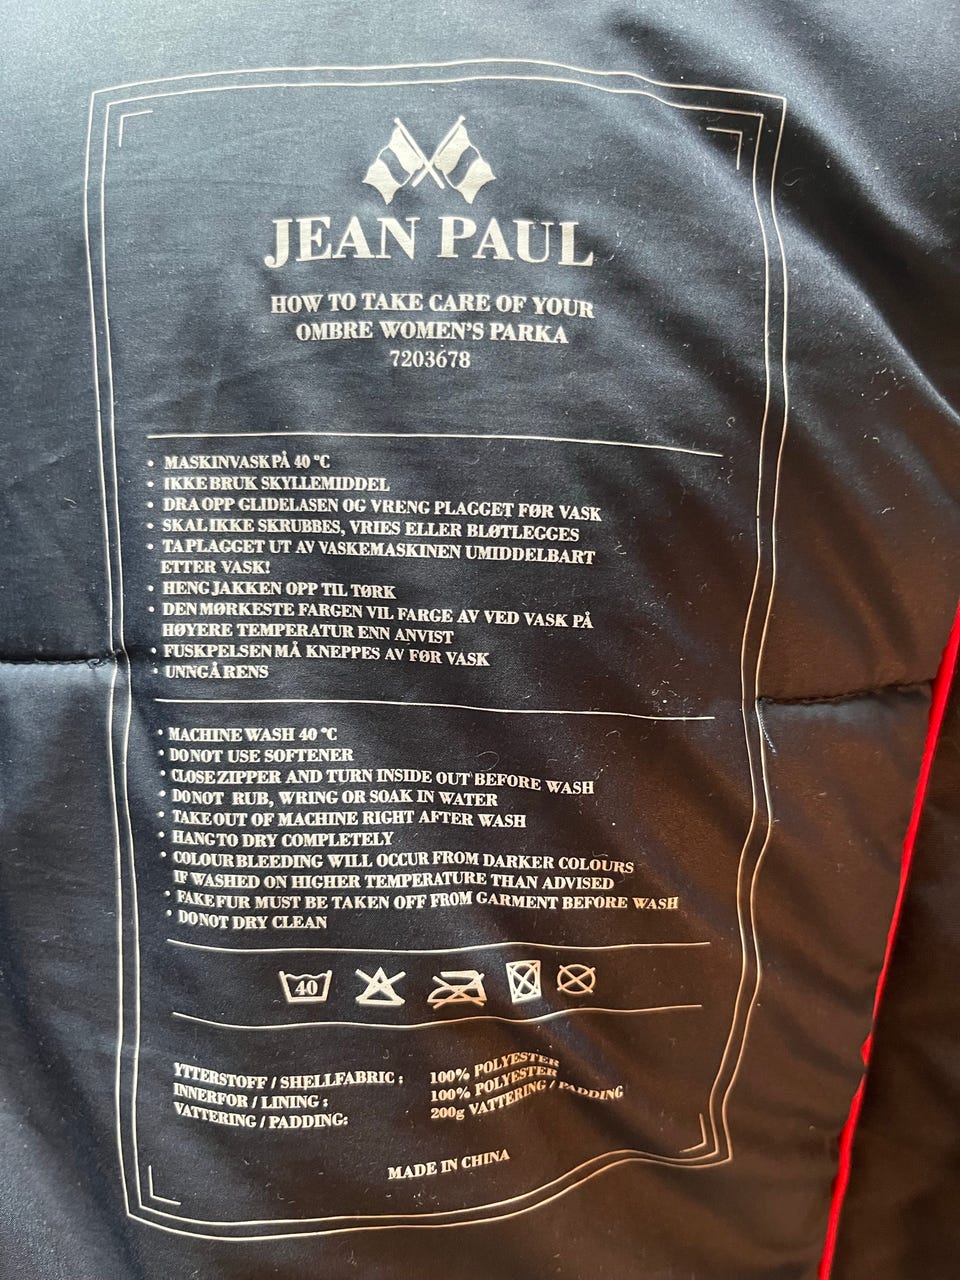 JEAN PAUL
HOW TO TAKE CARE OF YOUR
OMBRE WOMEN'S PARKA
7203678
• MASKINVASK PÅ 40 °C
• IKKE BRUK SKYLLEMIDDEL
• DRA OPP GLIDELASEN OG VRENG PLAGGET FØR VASK
• SKAL IKKE SKRUBBES, VRIES ELLER BLØTLEGGES
• TA PLAGGET UT AV VASKEMASKINEN UMIDDELBART
ETTER VASK!
• HENG JAKKEN OPP TIL TØRK
• DEN MØRKESTE FARGEN VIL FARGE AV VED VASK PÅ
HØYERE TEMPERATUR ENN ANVIST
• FUSKPELSEN MÅ KNEPPES AV FØR VASK
• UNNGÅ RENS
• MACHINE WASH 40 °C
• DO NOT USE SOFTENER
• CLOSE ZIPPER AND TURN INSIDE OUT BEFORE WASH
• DO NOT RUB, WRING OR SOAK IN WATER
• TAKE OUT OF MACHINE RIGHT AFTER WASH
• HANG TO DRY COMPLETELY
• COLOUR BLEEDING WILL OCCUR FROM DARKER COLOURS
IF WASHED ON HIGHER TEMPERATURE THAN ADVISED
• FAKE FUR MUST BE TAKEN OFF FROM GARMENT BEFORE WASH
• DO NOT DRY CLEAN
40
YTTERSTOFF / SHELLFABRIC : 100% POLYESTER
INNERFOR / LINING : 100% POLYESTER
VATTERING / PADDING: 200g VATTERING / PADDING
MADE IN CHINA